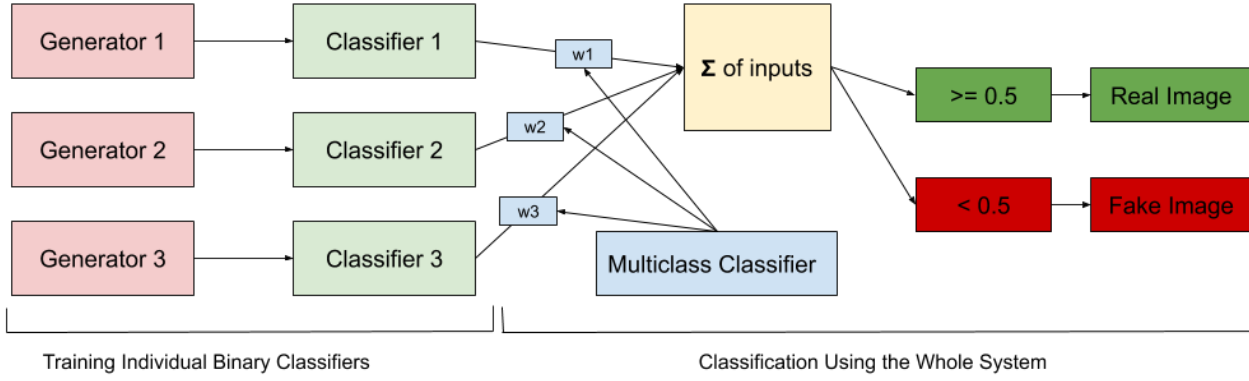 Generator 1
Classifier 1
w1
Σ of inputs
>= 0.5
Real Image
Generator 2
Classifier 2
w2
Generator 3
Classifier 3
w3
Multiclass Classifier
< 0.5
Fake Image
Training Individual Binary Classifiers
Classification Using the Whole System